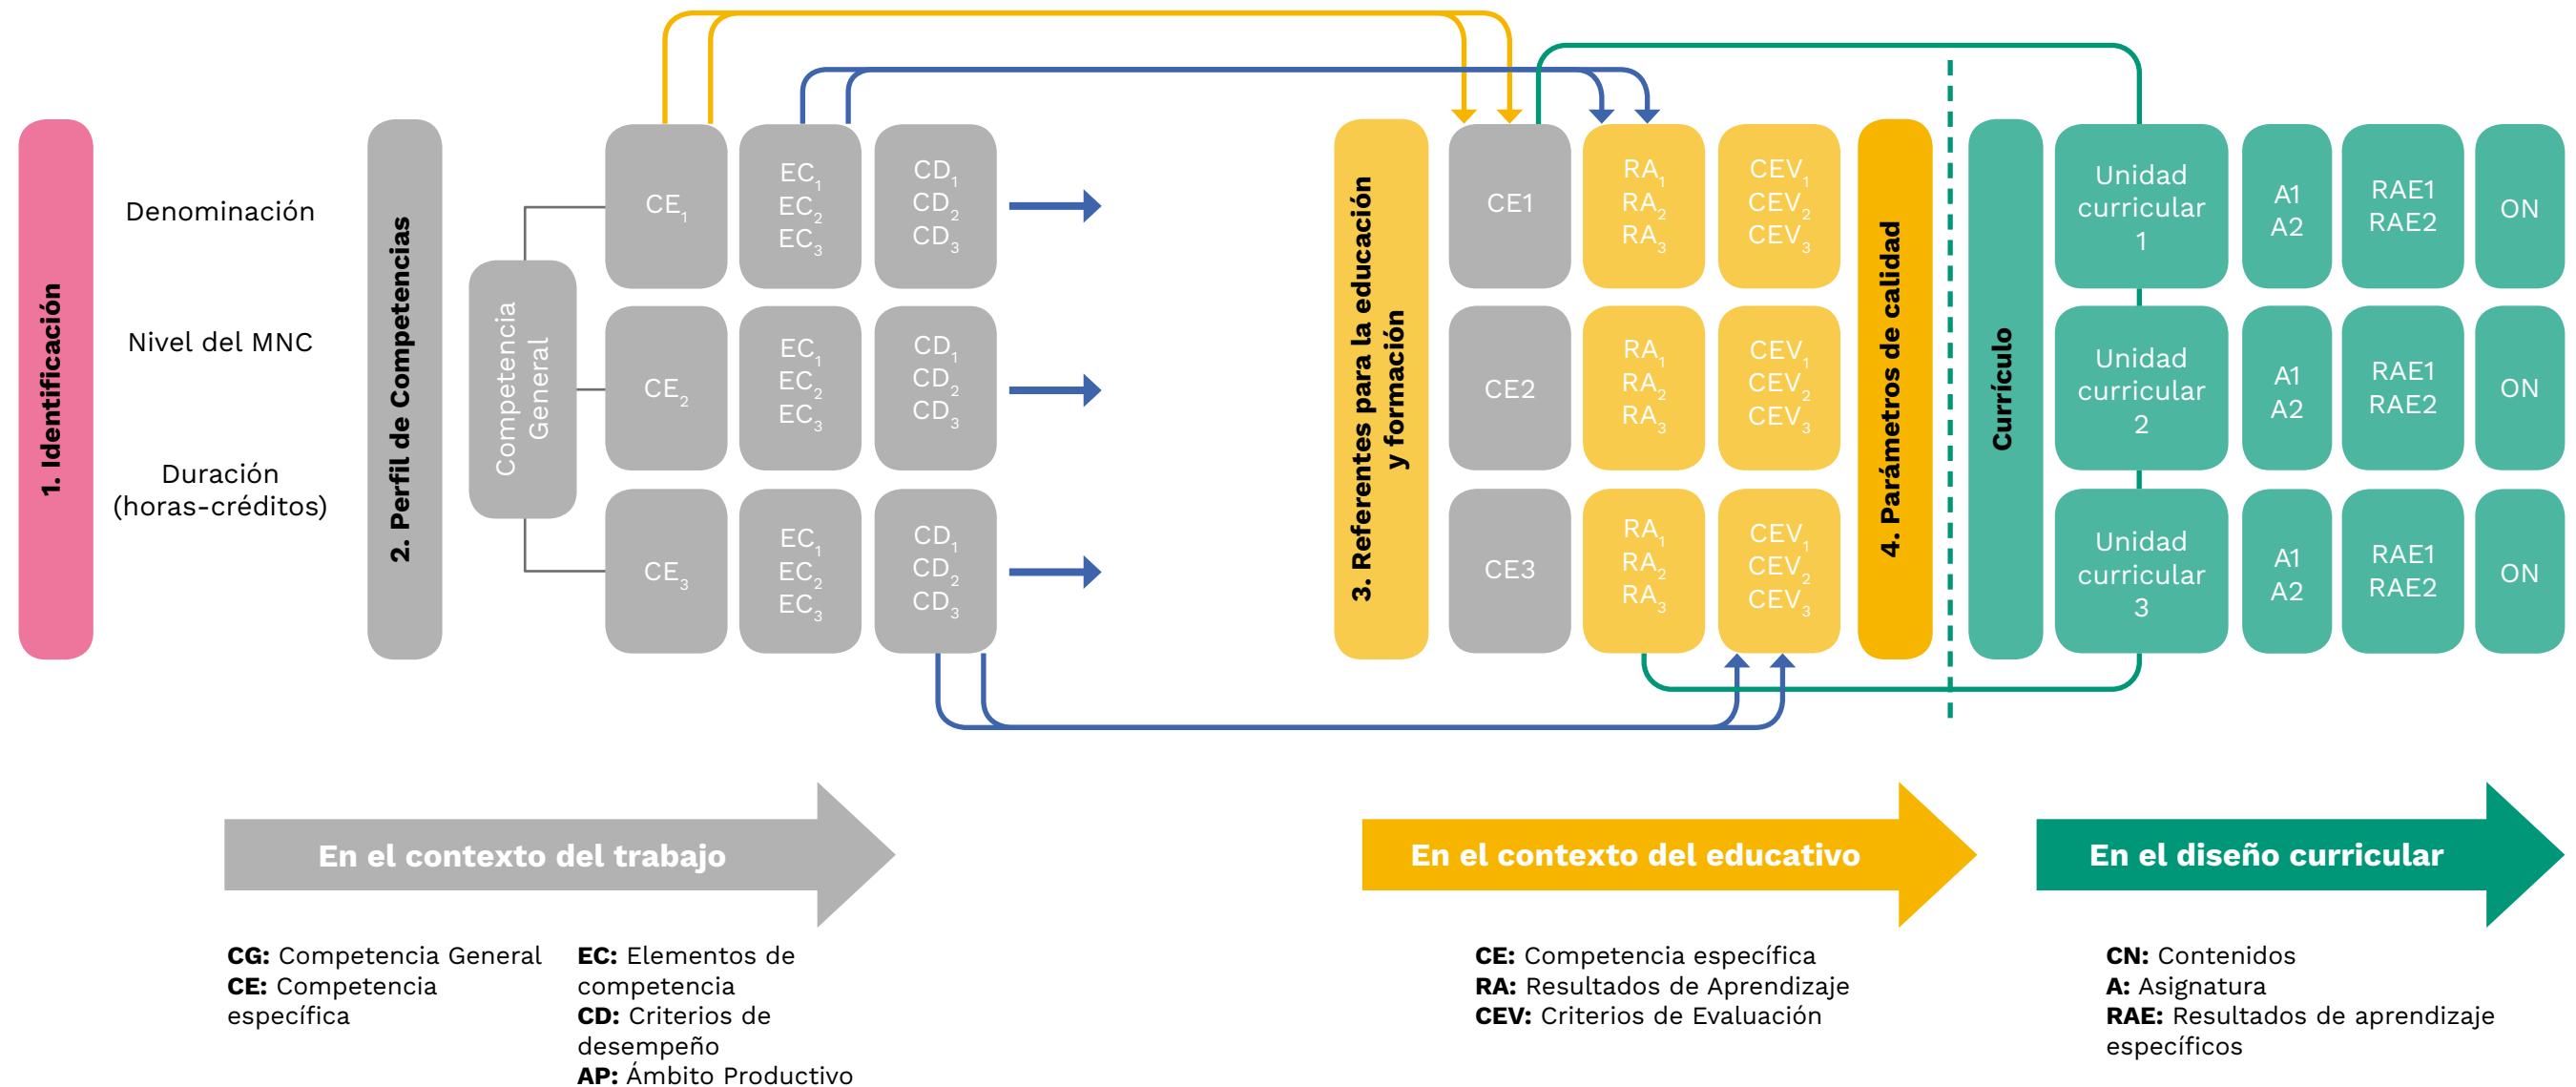 1. Identificación
Denominación
Nivel del MNC
Duración
(horas-créditos)
2. Perfil de Competencias
Competencia
General
CE1
EC1
EC2
EC3
CD1
CD2
CD3
CE2
EC1
EC2
EC3
CD1
CD2
CD3
CE3
EC1
EC2
EC3
CD1
CD2
CD3
3. Referentes para la educación
y formación
CE1
RA1
RA2
RA3
CEV1
CEV2
CEV3
CE2
RA1
RA2
RA3
CEV1
CEV2
CEV3
CE3
RA1
RA2
RA3
CEV1
CEV2
CEV3
4. Parámetros de calidad
Currículo
Unidad
curricular
1
A1
A2
RAE1
RAE2
ON
Unidad
curricular
2
A1
A2
RAE1
RAE2
ON
Unidad
curricular
3
A1
A2
RAE1
RAE2
ON
En el contexto del trabajo
CG: Competencia General
CE: Competencia
específica
EC: Elementos de
competencia
CD: Criterios de
desempeño
AP: Ámbito Productivo
En el contexto del educativo
CE: Competencia específica
RA: Resultados de Aprendizaje
CEV: Criterios de Evaluación
En el diseño curricular
CN: Contenidos
A: Asignatura
RAE: Resultados de aprendizaje
específicos